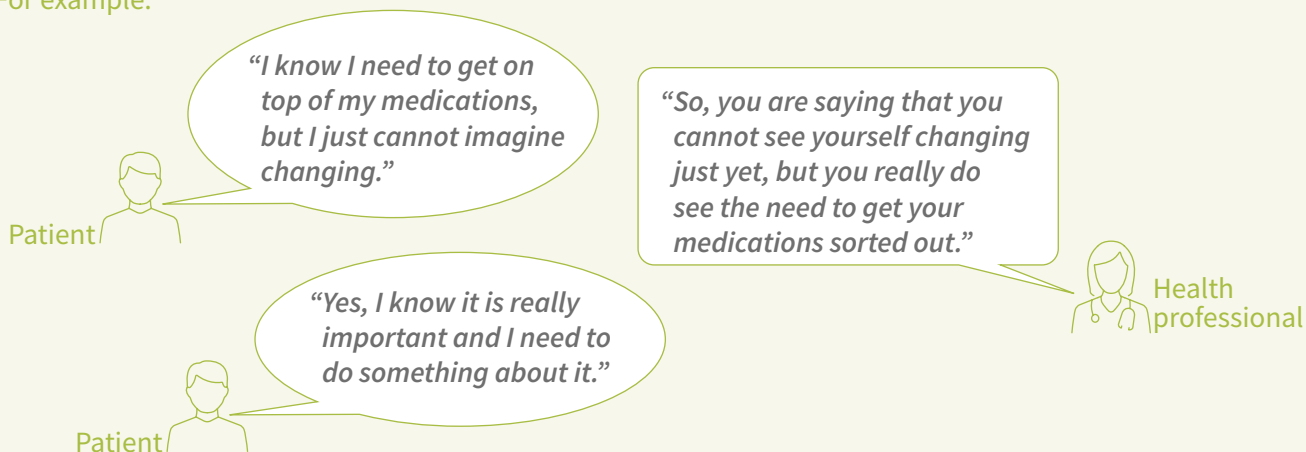 For example:
“I know I need to get on
top of my medications,
but I just cannot imagine
changing.”
Patient
“So, you are saying that you
cannot see yourself changing
just yet, but you really do
see the need to get your
medications sorted out.”
Health
professional
“Yes, I know it is really
important and I need to
do something about it.”
Patient